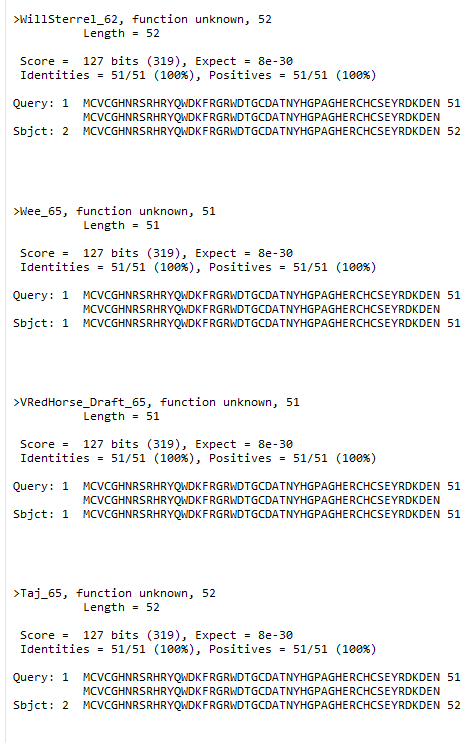 >WillSterrel_62, function unknown, 52
Length = 52
Score = 127 bits (319), Expect = 8e-30
Identities = 51/51 (100%), Positives = 51/51 (100%)
Query: 1 MCVCGHNRSRHRYQWDKFRGRWDTGCDATNYHGPAGHERCHCSEYRDKDEN 51
MCVCGHNRSRHRYQWDKFRGRWDTGCDATNYHGPAGHERCHCSEYRDKDEN
Sbjct: 2 MCVCGHNRSRHRYQWDKFRGRWDTGCDATNYHGPAGHERCHCSEYRDKDEN 52
>Wee_65, function unknown, 51
Length = 51
Score = 127 bits (319), Expect = 8e-30
Identities = 51/51 (100%), Positives = 51/51 (100%)
Query: 1 MCVCGHNRSRHRYQWDKFRGRWDTGCDATNYHGPAGHERCHCSEYRDKDEN 51
MCVCGHNRSRHRYQWDKFRGRWDTGCDATNYHGPAGHERCHCSEYRDKDEN
Sbjct: 1 MCVCGHNRSRHRYQWDKFRGRWDTGCDATNYHGPAGHERCHCSEYRDKDEN 51
>VRedHorse_Draft_65, function unknown, 51
Length = 51
Score = 127 bits (319), Expect = 8e-30
Identities = 51/51 (100%), Positives = 51/51 (100%)
Query: 1 MCVCGHNRSRHRYQWDKFRGRWDTGCDATNYHGPAGHERCHCSEYRDKDEN 51
MCVCGHNRSRHRYQWDKFRGRWDTGCDATNYHGPAGHERCHCSEYRDKDEN
Sbjct: 1 MCVCGHNRSRHRYQWDKFRGRWDTGCDATNYHGPAGHERCHCSEYRDKDEN 51
>Taj_65, function unknown, 52
Length = 52
Score = 127 bits (319), Expect = 8e-30
Identities = 51/51 (100%), Positives = 51/51 (100%)
Query: 1 MCVCGHNRSRHRYQWDKFRGRWDTGCDATNYHGPAGHERCHCSEYRDKDEN 51
MCVCGHNRSRHRYQWDKFRGRWDTGCDATNYHGPAGHERCHCSEYRDKDEN
Sbjct: 2 MCVCGHNRSRHRYQWDKFRGRWDTGCDATNYHGPAGHERCHCSEYRDKDEN 52